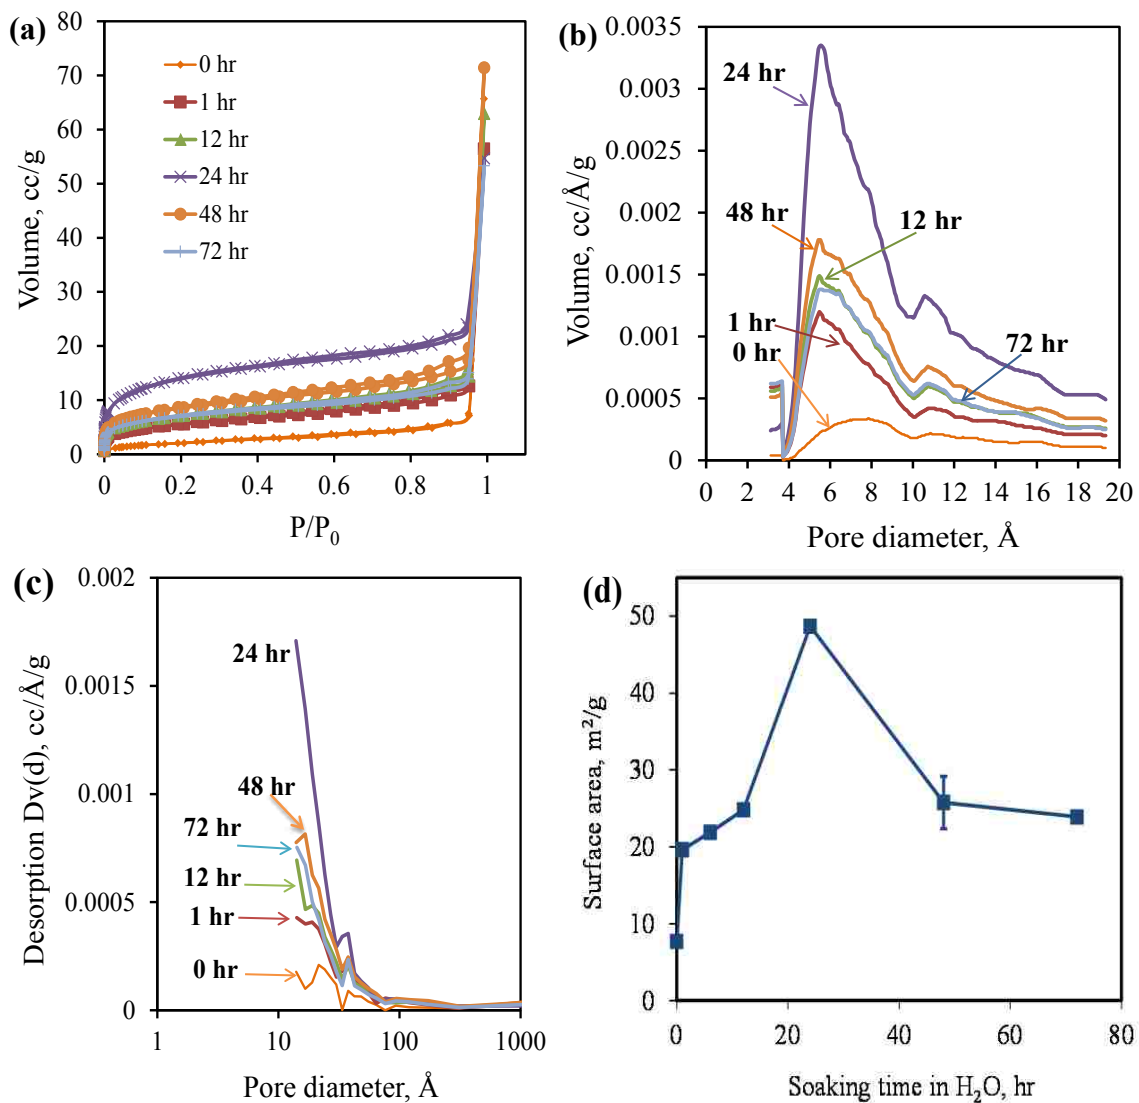 (a)
80
70
60
50
40
30
20
10
0
Volume, cc/g
0 hr
1 hr
12 hr
24 hr
48 hr
72 hr
0 0.2 0.4 0.6 0.8 1
P/P0
(b)
0.0035
0.003
0.0025
0.002
0.0015
0.001
0.0005
0
Volume, cc/Å/g
24 hr
48 hr
12 hr
1 hr
0 hr
72 hr
0 2 4 6 8 10 12 14 16 18 20
Pore diameter, Å
(c)
0.002
0.0015
0.001
0.0005
0
Desorption Dv(d), cc/Å/g
24 hr
48 hr
72 hr
12 hr
1 hr
0 hr
1 10 100 1000
Pore diameter, Å
(d)
50
40
30
20
10
0
Surface area, m²/g
0 20 40 60 80
Soaking time in H₂O, hr